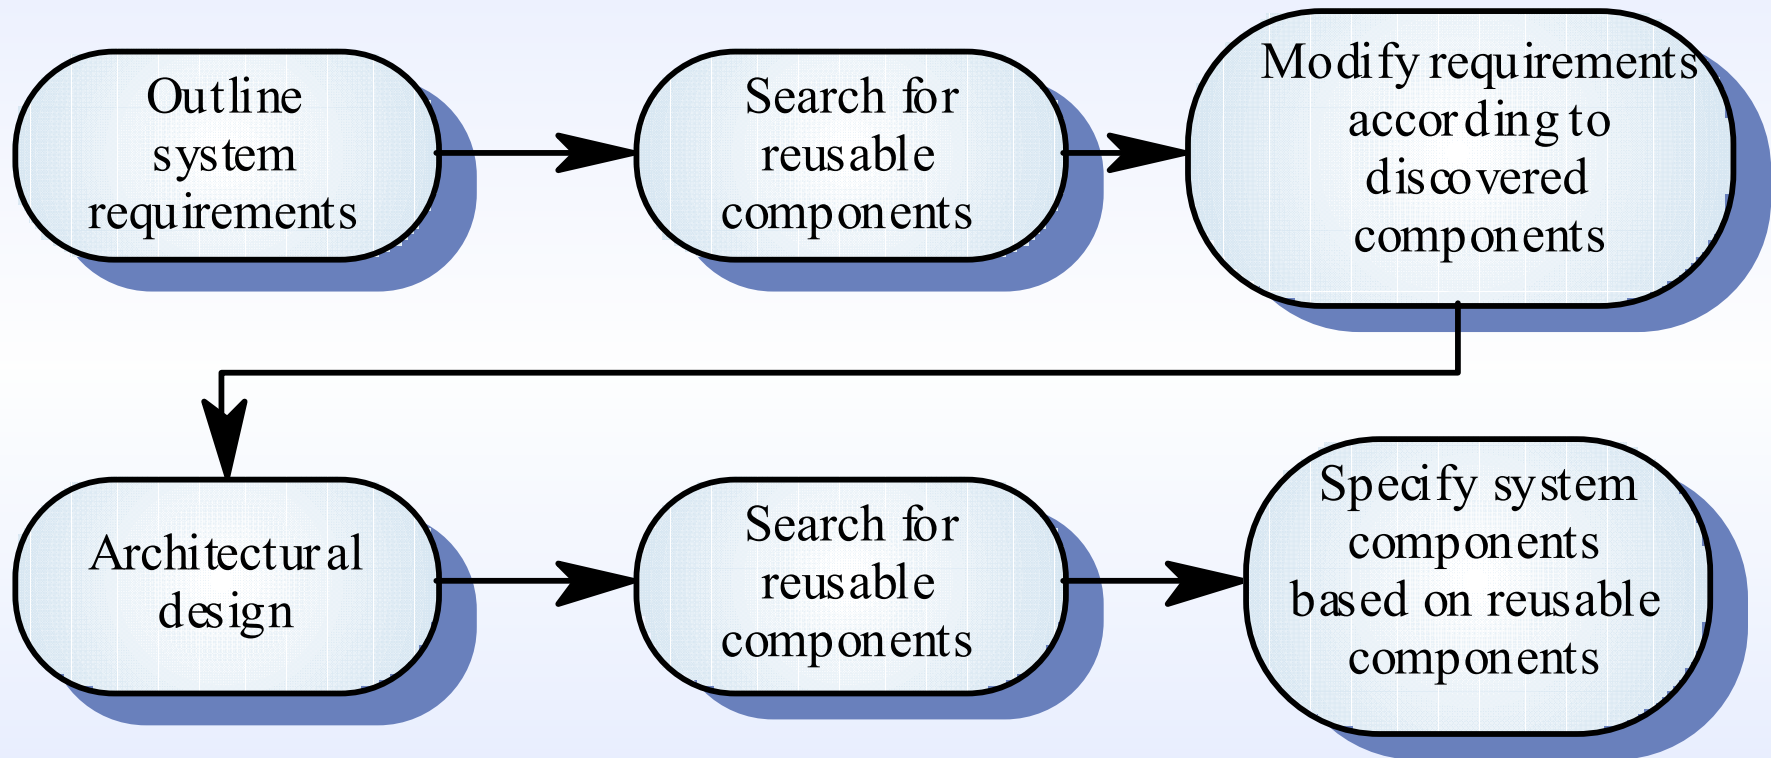 Outline
system
requirements
Search for
reusable
components
Modify requirements
according to
discovered
components
Architectural
design
Search for
reusable
components
Specify system
components
based on reusable
components